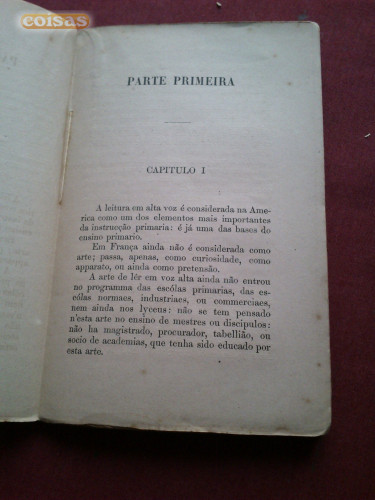 coisas
PARTE PRIMEIRA
CAPITULO I
A leitura em alta voz é considerada na Ame-
rica como um dos elementos mais importantes
da instrucção primaria: é já uma das bases do
ensino primario.
Em França ainda não é considerada como
arte; passa, apenas, como curiosidade, como
apparato, ou ainda como pretensão.
A arte de lêr em voz alta ainda não entrou
no programma das escólas primarias, das es-
cólas normaes, industriaes, ou commerciaes,
nem ainda nos lyceus: não se tem pensado
n'esta arte no ensino de mestres ou discipulos:
não ha magistrado, procurador, tabellião, ou
socio de academias, que tenha sido educado por
esta arte.